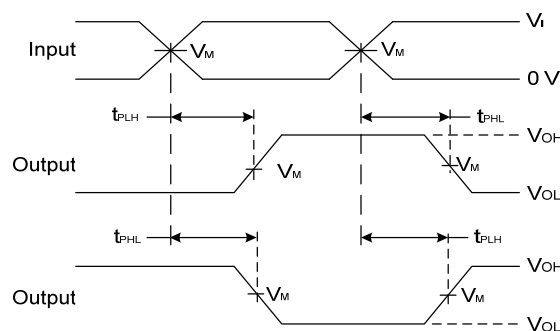 Input VM VM VI
0 V
tPLH tPHL
VOH
Output VM VM
VOL
tPHL tPLH
VOH
Output VM VM
VOL